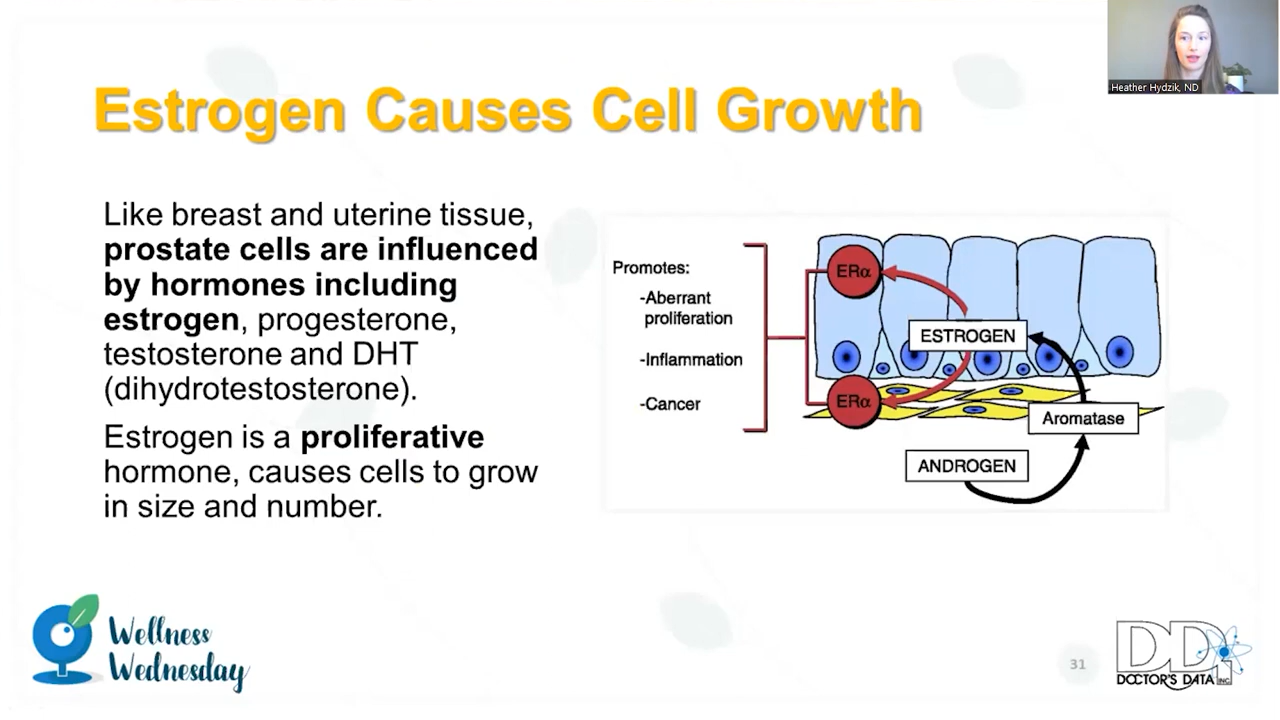 Heather Hydzik, ND
Estrogen Causes Cell Growth
Like breast and uterine tissue,
prostate cells are influenced
by hormones including
estrogen, progesterone,
testosterone and DHT
(dihydrotestosterone).
Estrogen is a proliferative
hormone, causes cells to grow
in size and number.
Promotes:
-Aberrant
proliferation
-Inflammation
-Cancer
ERα
ESTROGEN
ERα
Aromatase
ANDROGEN
Wellness
Wednesday
31
DDI
DOCTOR'S DATA INC.